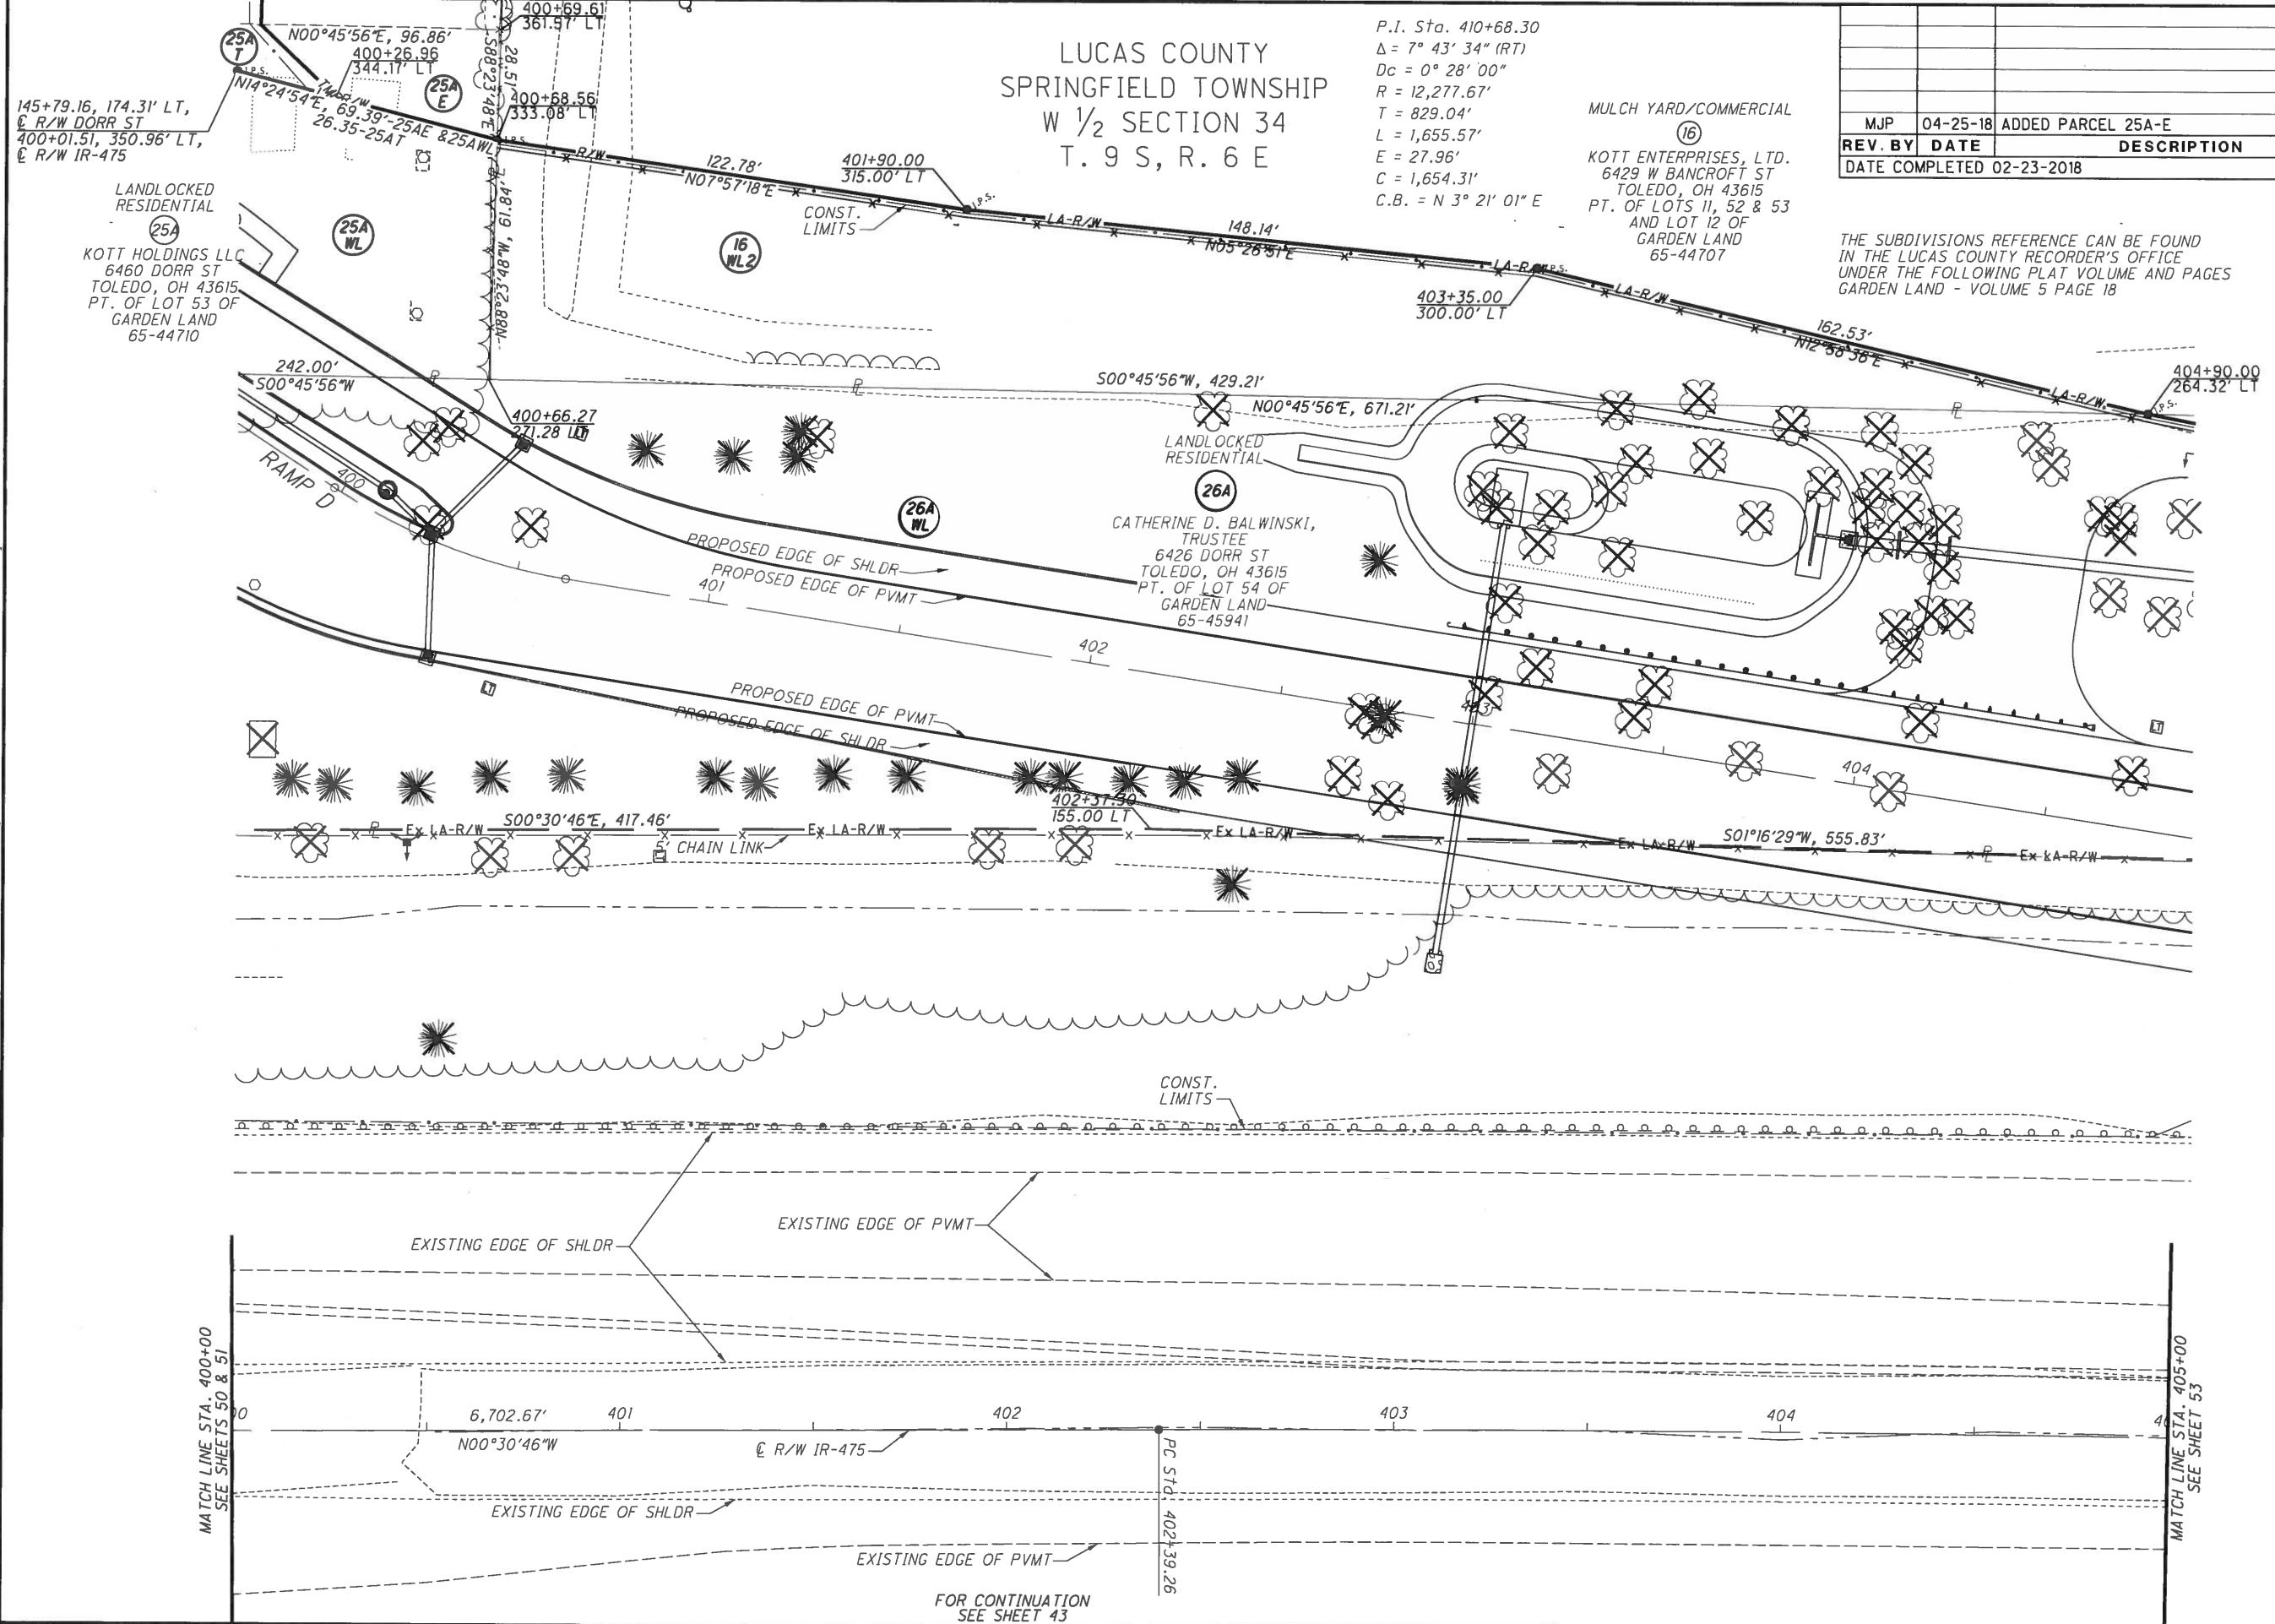 400+69.61
361.57' LT
25A
T
N00°45'56"E, 96.86'
400+26.96
344.17' LT
25A
E
28.51'
S88°23'48"E
400+68.56
333.08' LT
N14°24'54"E, 69.39'-25AE &25AWL
26.35-25AT
I.P.S.
145+79.16, 174.31' LT,
℄ R/W DORR ST
400+01.51, 350.96' LT,
℄ R/W IR-475
LUCAS COUNTY
SPRINGFIELD TOWNSHIP
W ½ SECTION 34
T. 9 S, R. 6 E
P.I. Sta. 410+68.30
Δ = 7° 43' 34" (RT)
Dc = 0° 28' 00"
R = 12,277.67'
T = 829.04'
L = 1,655.57'
E = 27.96'
C = 1,654.31'
C.B. = N 3° 21' 01" E
MULCH YARD/COMMERCIAL
16
KOTT ENTERPRISES, LTD.
6429 W BANCROFT ST
TOLEDO, OH 43615
PT. OF LOTS 11, 52 & 53
AND LOT 12 OF
GARDEN LAND
65-44707
MJP 04-25-18 ADDED PARCEL 25A-E
REV. BY DATE DESCRIPTION
DATE COMPLETED 02-23-2018
THE SUBDIVISIONS REFERENCE CAN BE FOUND
IN THE LUCAS COUNTY RECORDER'S OFFICE
UNDER THE FOLLOWING PLAT VOLUME AND PAGES
GARDEN LAND - VOLUME 5 PAGE 18
LANDLOCKED
RESIDENTIAL
25A
KOTT HOLDINGS LLC
6460 DORR ST
TOLEDO, OH 43615
PT. OF LOT 53 OF
GARDEN LAND
65-44710
25A
WL
N88°23'48"W, 61.84'
I.P.S.
R/W
122.78'
N07°57'18"E
401+90.00
315.00' LT
I.P.S.
CONST.
LIMITS
16
WL2
LA-R/W
148.14'
N05°26'51"E
LA-R/W
I.P.S.
403+35.00
300.00' LT
LA-R/W
162.53'
N12°58'36"E
LA-R/W
404+90.00
264.32' LT
I.P.S.
242.00'
S00°45'56"W
400+66.27
271.28 LT
LT
S00°45'56"W, 429.21'
N00°45'56"E, 671.21'
LANDLOCKED
RESIDENTIAL
26A
CATHERINE D. BALWINSKI,
TRUSTEE
6426 DORR ST
TOLEDO, OH 43615
PT. OF LOT 54 OF
GARDEN LAND
65-45941
26A
WL
RAMP D
400
PROPOSED EDGE OF SHLDR
PROPOSED EDGE OF PVMT
401
402
403
404
LT
LT
PROPOSED EDGE OF PVMT
PROPOSED EDGE OF SHLDR
402+37.30
155.00 LT
S00°30'46"E, 417.46'
Ex LA-R/W
Ex LA-R/W
5' CHAIN LINK
Ex LA-R/W
Ex LA-R/W
S01°16'29"W, 555.83'
Ex LA-R/W
CONST.
LIMITS
EXISTING EDGE OF PVMT
EXISTING EDGE OF SHLDR
MATCH LINE STA. 400+00
SEE SHEETS 50 & 51
MATCH LINE STA. 405+00
SEE SHEET 53
6,702.67'
N00°30'46"W
401
℄ R/W IR-475
402
403
404
PC Sta. 402+39.26
EXISTING EDGE OF SHLDR
EXISTING EDGE OF PVMT
FOR CONTINUATION
SEE SHEET 43